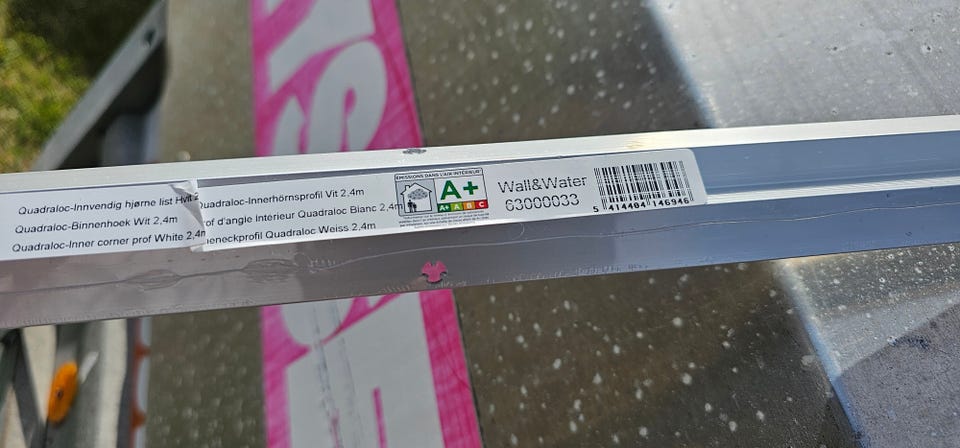 Quadraloc-Innvendig hjørne list Hvit
Quadraloc-Binnenhoek Wit 2,4m
Quadraloc-Inner corner prof White 2,4m
Quadraloc-Innerhörnsprofil Vit 2.4m
of d'angle interieur Quadraloc Blanc 2,4m
ieneckprofil Quadraloc Weiss 2,4m
ÉMISSIONS DANS L'AIR INTÉRIEUR*
A+
A+ A B C
Wall&Water
63000033
5 414404 146946